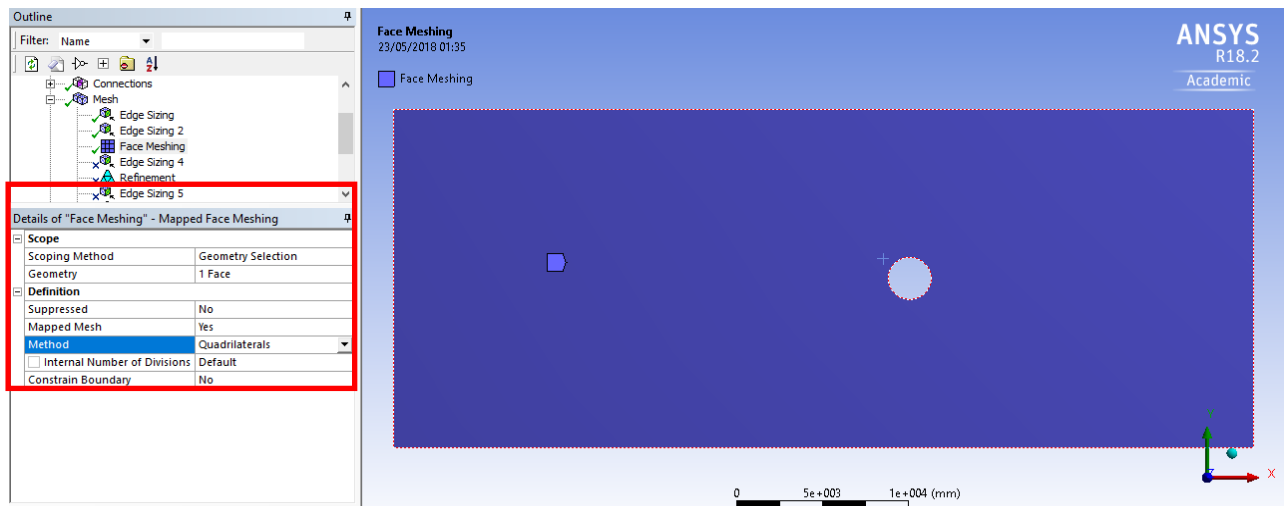 Outline
Filter: Name
Connections
Mesh
Edge Sizing
Edge Sizing 2
Face Meshing
Edge Sizing 4
Refinement
Edge Sizing 5
Details of "Face Meshing" - Mapped Face Meshing
Scope
Scoping Method Geometry Selection
Geometry 1 Face
Definition
Suppressed No
Mapped Mesh Yes
Method Quadrilaterals
Internal Number of Divisions Default
Constrain Boundary No
Face Meshing
23/05/2018 01:35
Face Meshing
ANSYS
R18.2
Academic
Y
X
0 5e+003 1e+004 (mm)